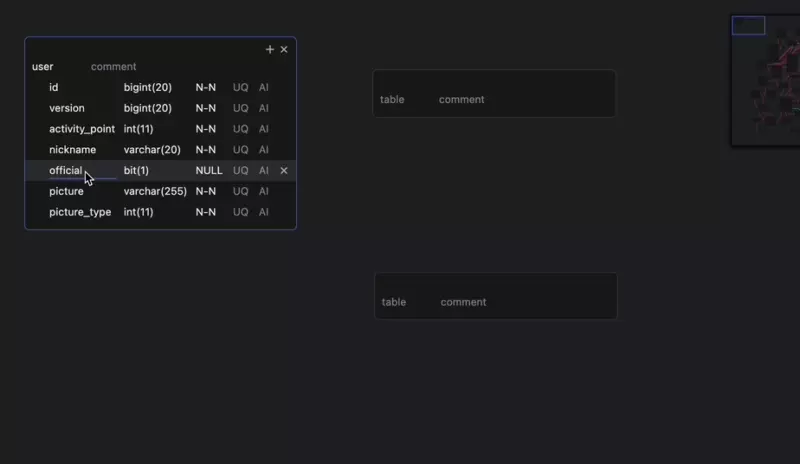 + ×
user comment
id bigint(20) N-N UQ AI
version bigint(20) N-N UQ AI
activity_point int(11) N-N UQ AI
nickname varchar(20) N-N UQ AI
official bit(1) NULL UQ AI ×
picture varchar(255) N-N UQ AI
picture_type int(11) N-N UQ AI
table comment
table comment